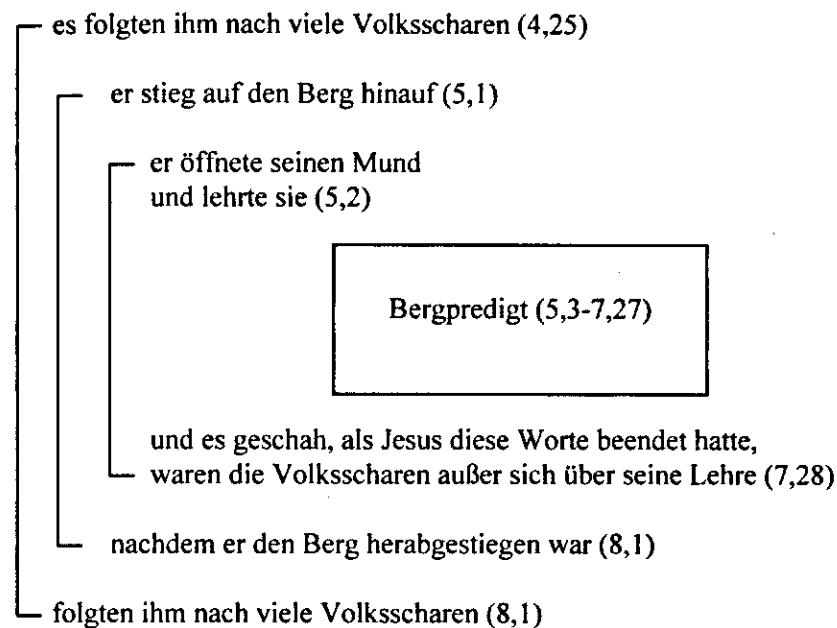 es folgten ihm nach viele Volksscharen (4,25)
er stieg auf den Berg hinauf (5,1)
er öffnete seinen Mund
und lehrte sie (5,2)
Bergpredigt (5,3-7,27)
und es geschah, als Jesus diese Worte beendet hatte,
waren die Volksscharen außer sich über seine Lehre (7,28)
nachdem er den Berg herabgestiegen war (8,1)
folgten ihm nach viele Volksscharen (8,1)